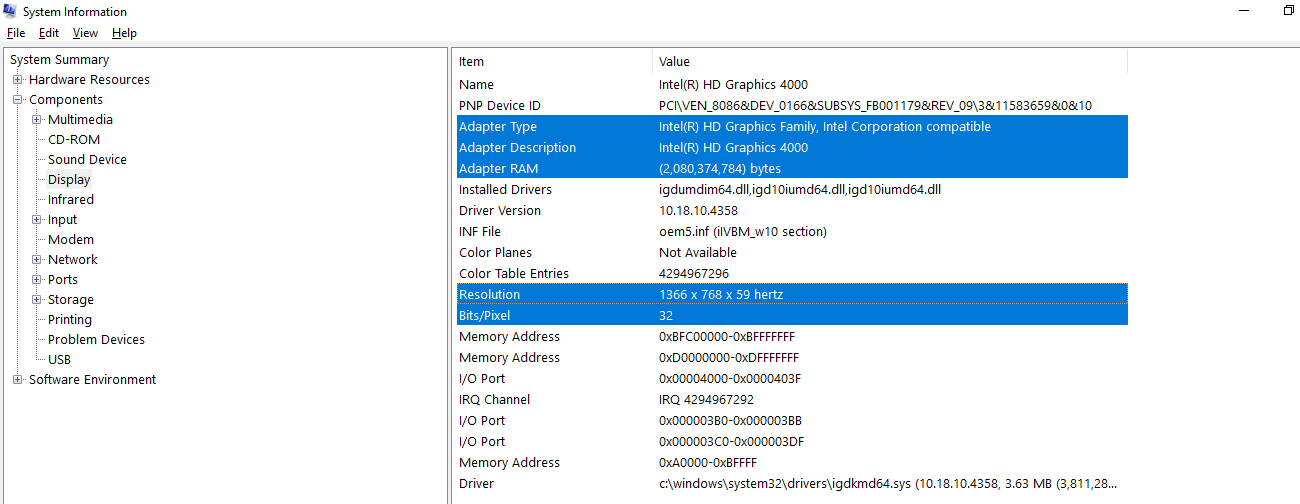 System Information
File Edit View Help
System Summary
Hardware Resources
Components
Multimedia
CD-ROM
Sound Device
Display
Infrared
Input
Modem
Network
Ports
Storage
Printing
Problem Devices
USB
Software Environment
Item Value
Name Intel(R) HD Graphics 4000
PNP Device ID PCI\VEN_8086&DEV_0166&SUBSYS_FB001179&REV_09\3&11583659&0&10
Adapter Type Intel(R) HD Graphics Family, Intel Corporation compatible
Adapter Description Intel(R) HD Graphics 4000
Adapter RAM (2,080,374,784) bytes
Installed Drivers igdumdim64.dll,igd10iumd64.dll,igd10iumd64.dll
Driver Version 10.18.10.4358
INF File oem5.inf (iIVBM_w10 section)
Color Planes Not Available
Color Table Entries 4294967296
Resolution 1366 x 768 x 59 hertz
Bits/Pixel 32
Memory Address 0xBFC00000-0xBFFFFFFF
Memory Address 0xD0000000-0xDFFFFFFF
I/O Port 0x00004000-0x0000403F
IRQ Channel IRQ 4294967292
I/O Port 0x000003B0-0x000003BB
I/O Port 0x000003C0-0x000003DF
Memory Address 0xA0000-0xBFFFF
Driver c:\windows\system32\drivers\igdkmd64.sys (10.18.10.4358, 3.63 MB (3,811,28...